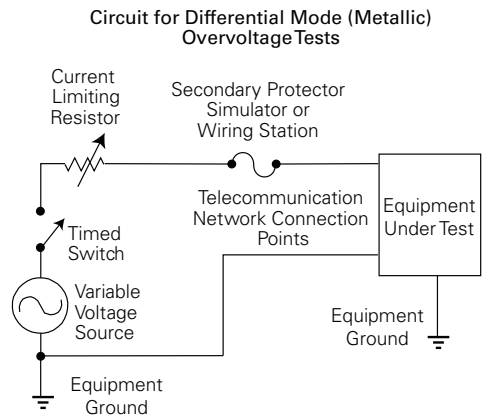 Circuit for Differential Mode (Metallic)
Overvoltage Tests
Current
Limiting
Resistor
Secondary Protector
Simulator or
Wiring Station
Telecommunication
Network Connection
Points
Equipment
Under Test
Timed
Switch
Variable
Voltage
Source
Equipment
Ground
Equipment
Ground